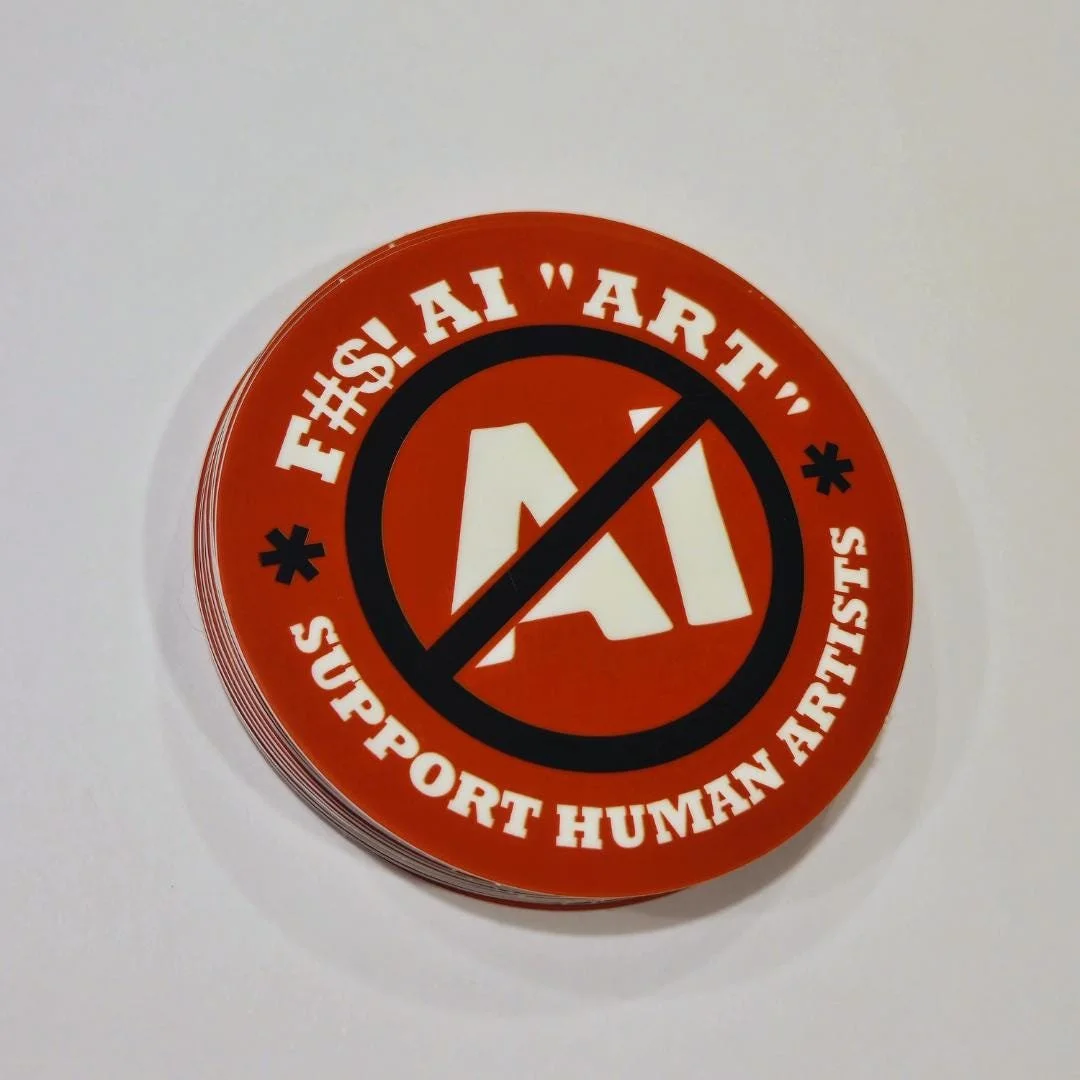 F#$! AI "ART"
AI
* SUPPORT HUMAN ARTISTS *